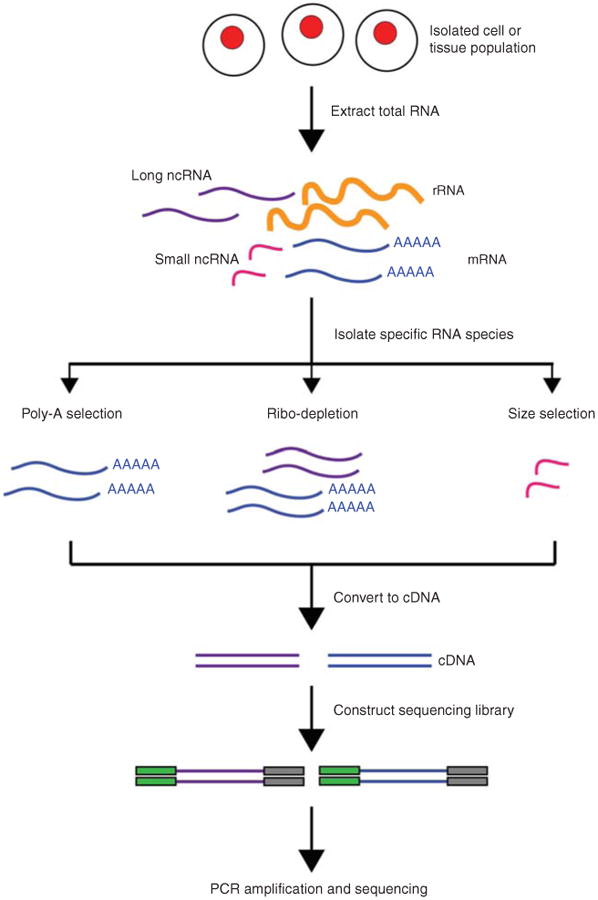 Isolated cell or
tissue population
Extract total RNA
Long ncRNA
rRNA
AAAAA
Small ncRNA
mRNA
AAAAA
Isolate specific RNA species
Poly-A selection
Ribo-depletion
Size selection
AAAAA
AAAAA
AAAAA
AAAAA
Convert to cDNA
cDNA
Construct sequencing library
PCR amplification and sequencing